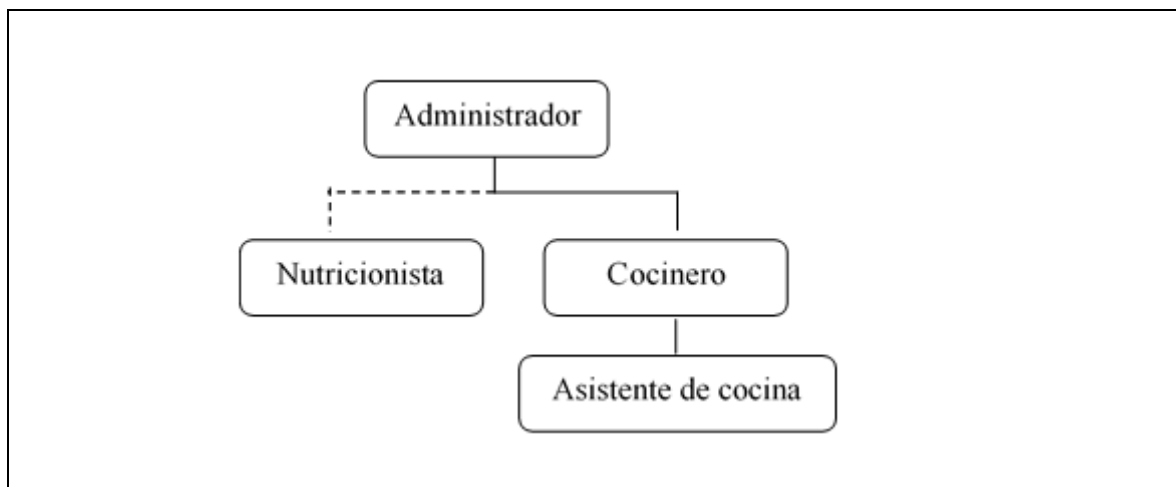 Administrador
Nutricionista
Cocinero
Asistente de cocina